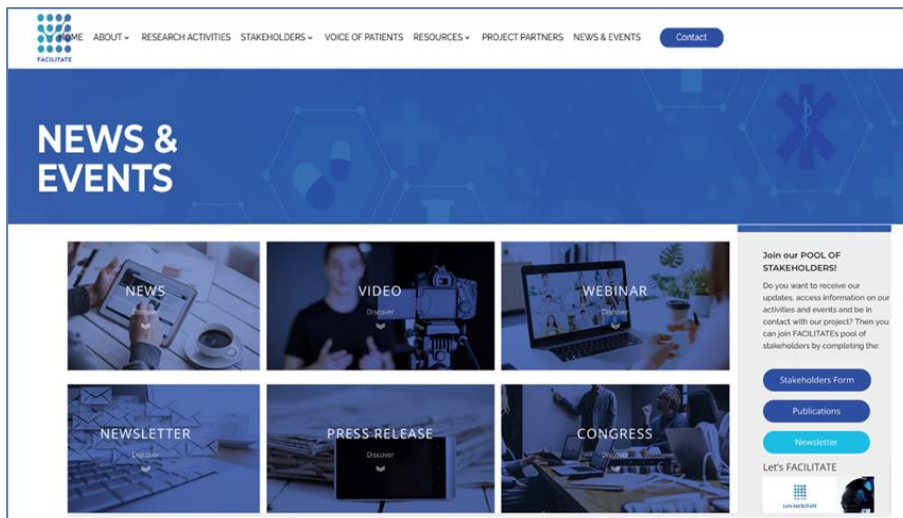 FACILITATE
HOME ABOUT RESEARCH ACTIVITIES STAKEHOLDERS VOICE OF PATIENTS RESOURCES PROJECT PARTNERS NEWS & EVENTS Contact
NEWS &
EVENTS
NEWS
Discover
VIDEO
Discover
WEBINAR
Discover
NEWSLETTER
Discover
PRESS RELEASE
Discover
CONGRESS
Discover
Join our POOL OF
STAKEHOLDERS!
Do you want to receive our
updates, access information on our
activities and events and be in
contact with our project? Then you
can join FACILITATE's pool of
stakeholders by completing the:
Stakeholders Form
Publications
Newsletter
Let's FACILITATE
Let's FACILITATE